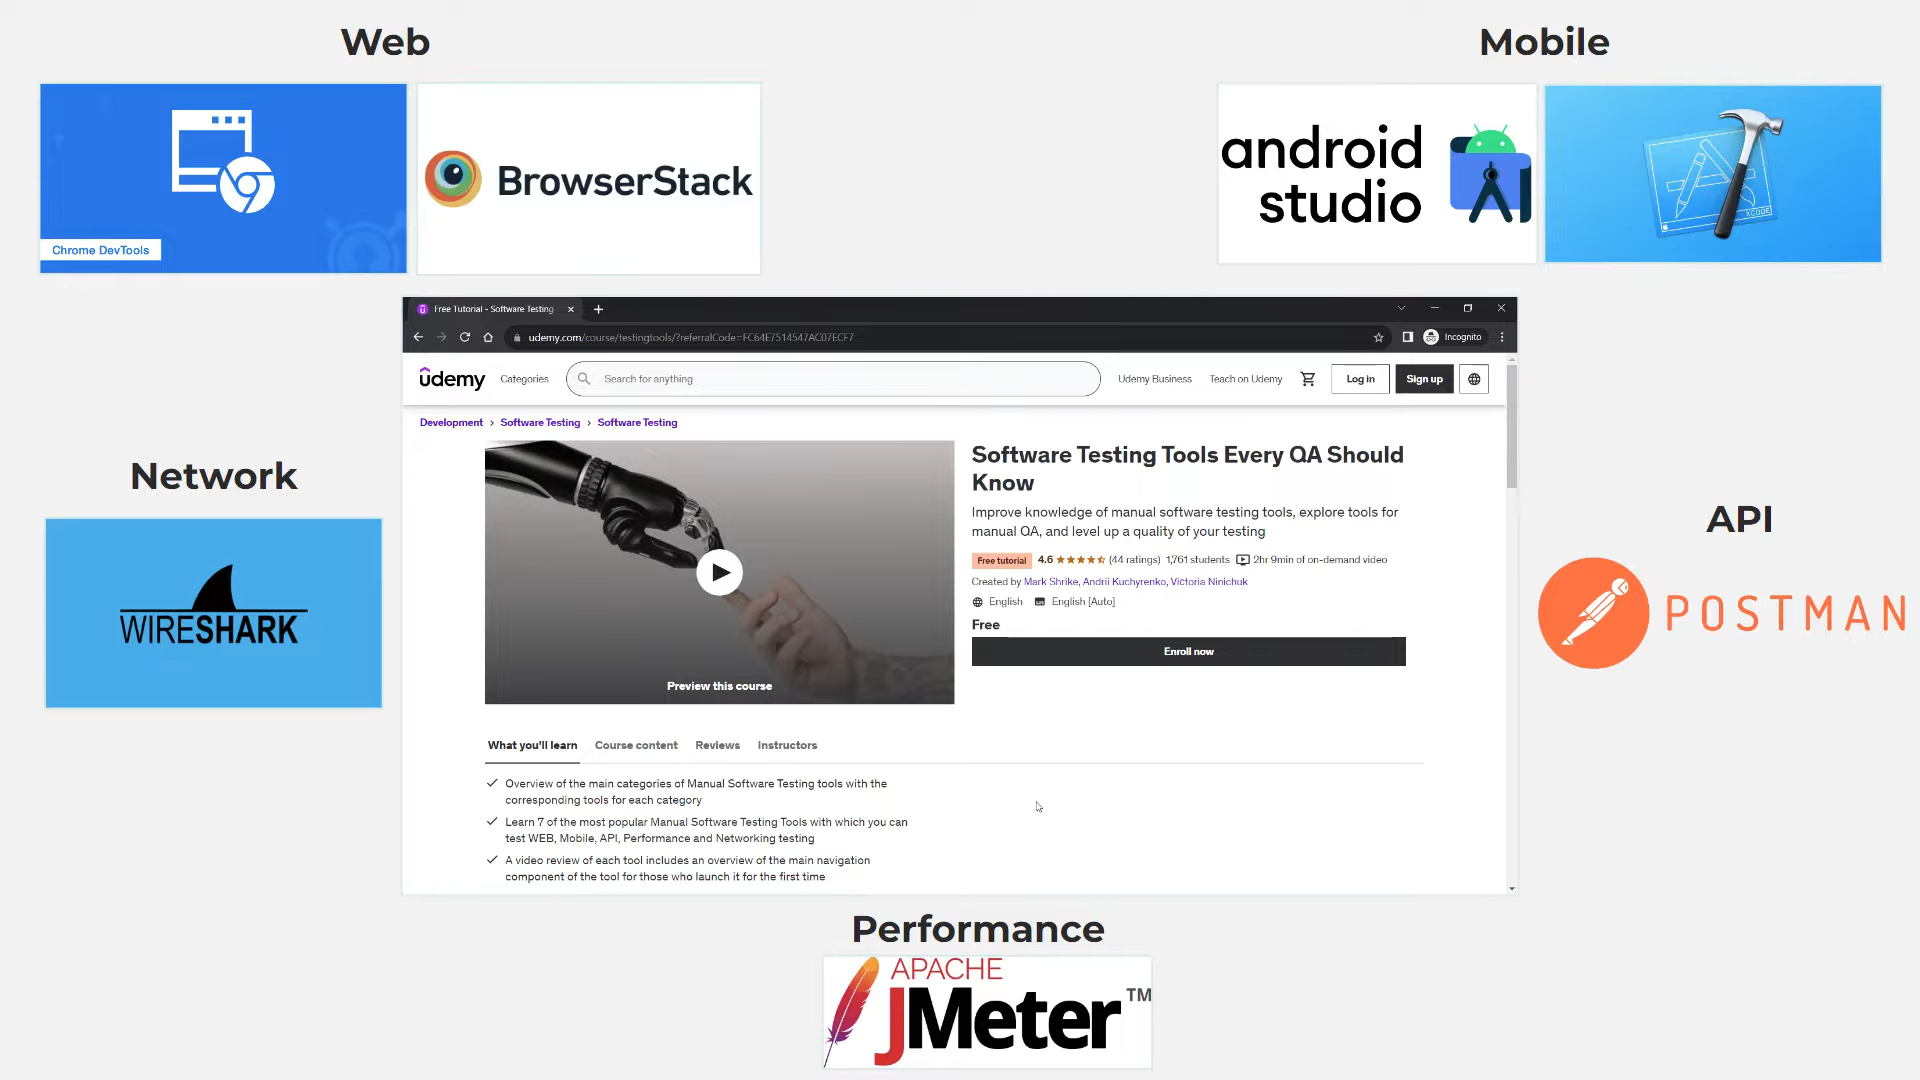 Web
Mobile
Chrome DevTools
BrowserStack
android
studio
XCODE
Free Tutorial - Software Testing
udemy.com/course/testingtools/?referralCode=FC64E7514547AC07ECF7
Incognito
ûdemy
Categories
Search for anything
Udemy Business
Teach on Udemy
Log in
Sign up
Development > Software Testing > Software Testing
Software Testing Tools Every QA Should
Know
Improve knowledge of manual software testing tools, explore tools for
manual QA, and level up a quality of your testing
Free tutorial 4.6 (44 ratings) 1,761 students 2hr 9min of on-demand video
Created by Mark Shrike, Andrii Kuchyrenko, Victoria Ninichuk
English English [Auto]
Free
Enroll now
Preview this course
What you'll learn Course content Reviews Instructors
Overview of the main categories of Manual Software Testing tools with the
corresponding tools for each category
Learn 7 of the most popular Manual Software Testing Tools with which you can
test WEB, Mobile, API, Performance and Networking testing
A video review of each tool includes an overview of the main navigation
component of the tool for those who launch it for the first time
Network
WIRESHARK
API
POSTMAN
Performance
APACHE
JMeter™